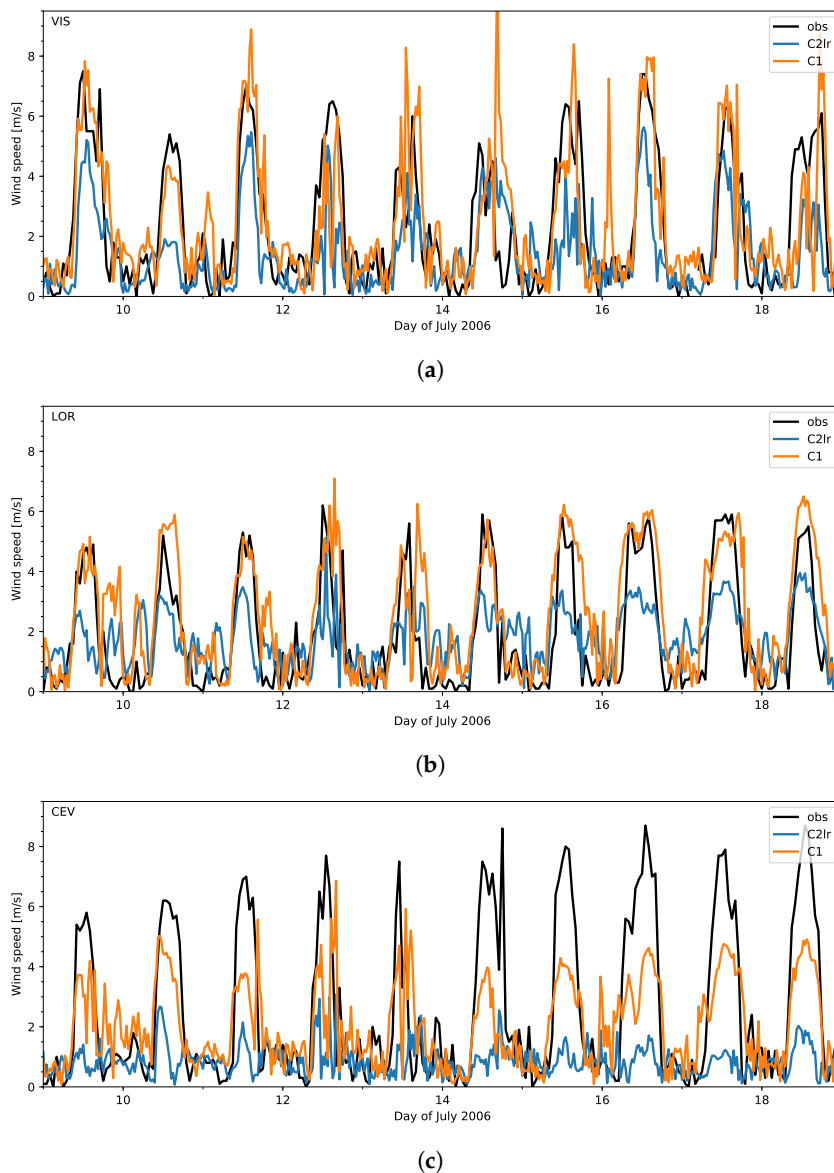 VIS
obs
C2lr
C1
Wind speed [m/s]
8
6
4
2
0
10 12 14 16 18
Day of July 2006
(a)
LOR
obs
C2lr
C1
Wind speed [m/s]
8
6
4
2
0
10 12 14 16 18
Day of July 2006
(b)
CEV
obs
C2lr
C1
Wind speed [m/s]
8
6
4
2
0
10 12 14 16 18
Day of July 2006
(c)